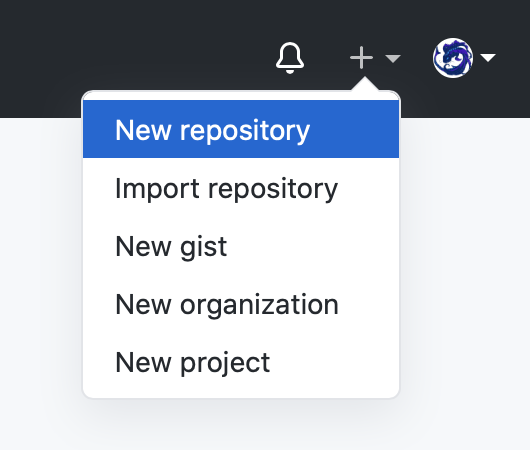 New repository
Import repository
New gist
New organization
New project